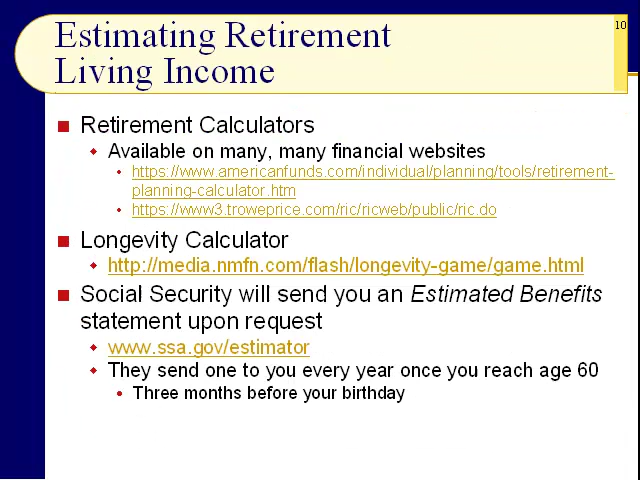 Estimating Retirement
Living Income
10
Retirement Calculators
Available on many, many financial websites
https://www.americanfunds.com/individual/planning/tools/retirement-
planning-calculator.htm
https://www3.troweprice.com/ric/ricweb/public/ric.do
Longevity Calculator
http://media.nmfn.com/flash/longevity-game/game.html
Social Security will send you an Estimated Benefits
statement upon request
www.ssa.gov/estimator
They send one to you every year once you reach age 60
Three months before your birthday